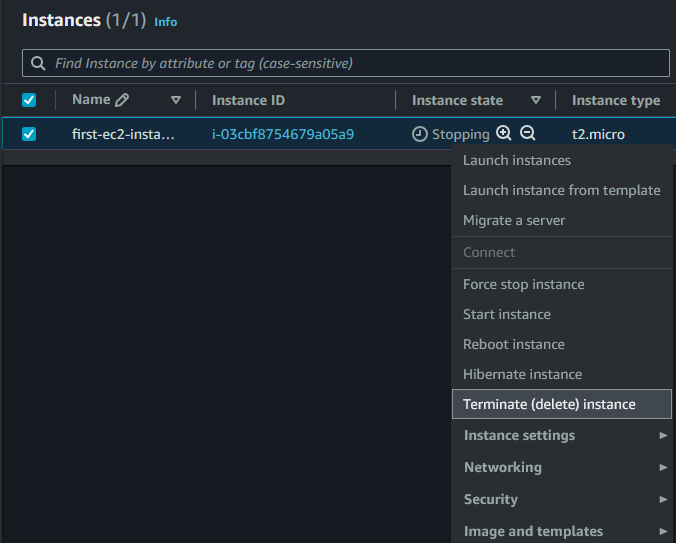 Instances (1/1) Info
Find Instance by attribute or tag (case-sensitive)
Name Instance ID Instance state Instance type
first-ec2-insta... i-03cbf8754679a05a9 Stopping t2.micro
Launch instances
Launch instance from template
Migrate a server
Connect
Force stop instance
Start instance
Reboot instance
Hibernate instance
Terminate (delete) instance
Instance settings
Networking
Security
Image and templates